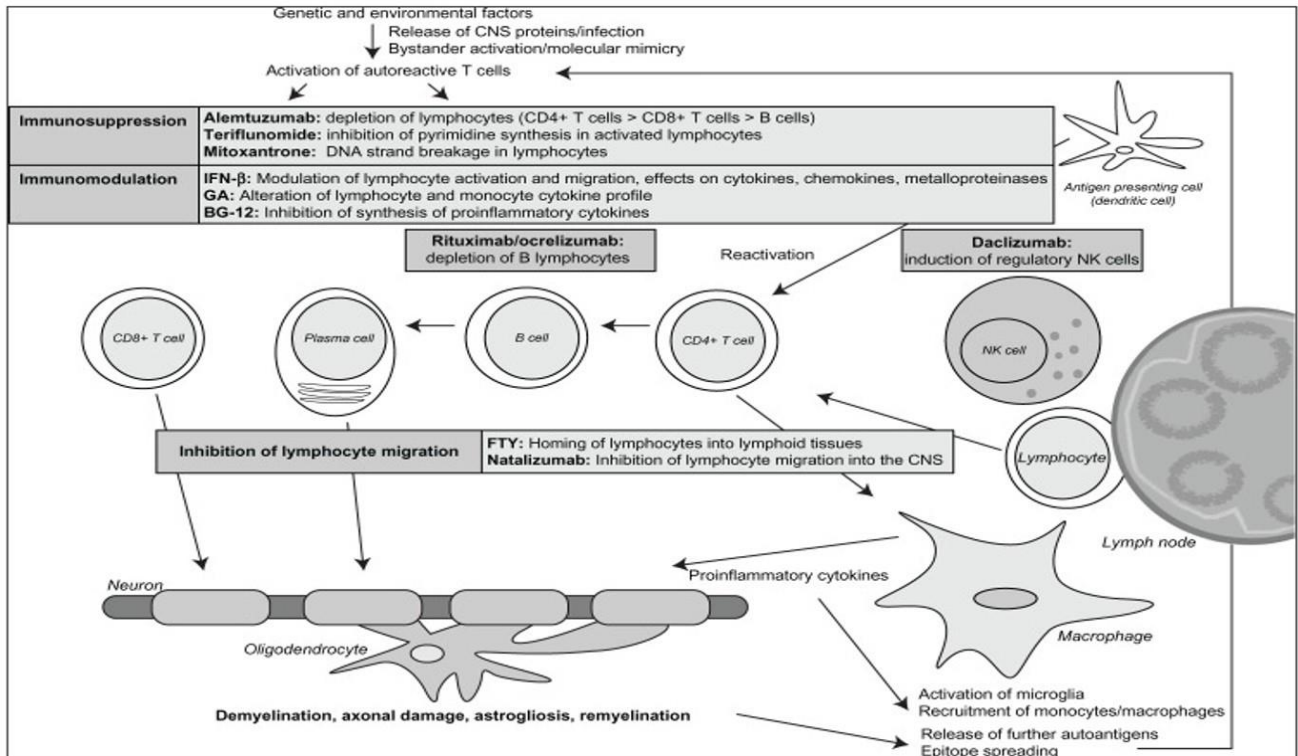 Genetic and environmental factors
Release of CNS proteins/infection
Bystander activation/molecular mimicry
Activation of autoreactive T cells
Immunosuppression
Alemtuzumab: depletion of lymphocytes (CD4+ T cells > CD8+ T cells > B cells)
Teriflunomide: inhibition of pyrimidine synthesis in activated lymphocytes
Mitoxantrone: DNA strand breakage in lymphocytes
Immunomodulation
IFN-β: Modulation of lymphocyte activation and migration, effects on cytokines, chemokines, metalloproteinases
GA: Alteration of lymphocyte and monocyte cytokine profile
BG-12: Inhibition of synthesis of proinflammatory cytokines
Antigen presenting cell
(dendritic cell)
Rituximab/ocrelizumab:
depletion of B lymphocytes
Reactivation
Daclizumab:
induction of regulatory NK cells
CD8+ T cell
Plasma cell
B cell
CD4+ T cell
NK cell
Inhibition of lymphocyte migration
FTY: Homing of lymphocytes into lymphoid tissues
Natalizumab: Inhibition of lymphocyte migration into the CNS
Lymphocyte
Lymph node
Neuron
Proinflammatory cytokines
Oligodendrocyte
Macrophage
Demyelination, axonal damage, astrogliosis, remyelination
Activation of microglia
Recruitment of monocytes/macrophages
Release of further autoantigens
Epitope spreading